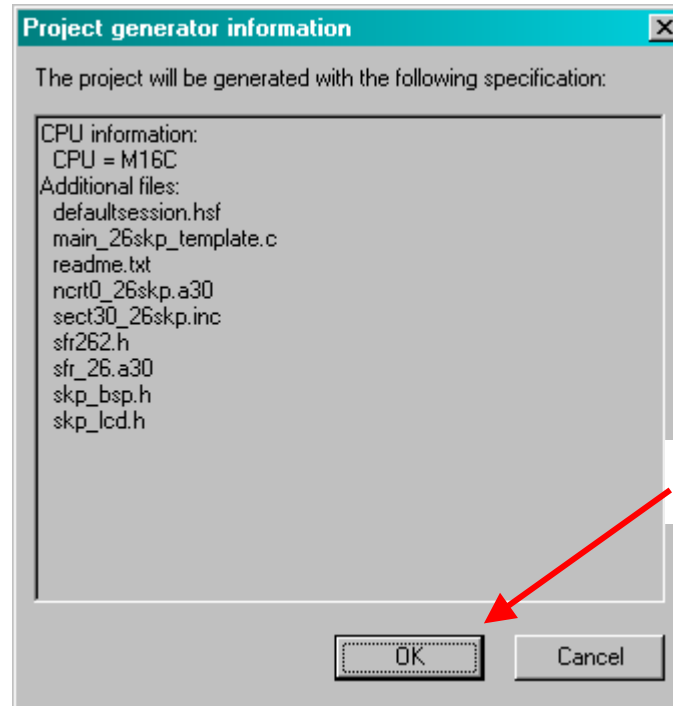 Project generator information
The project will be generated with the following specification:
CPU information:
CPU = M16C
Additional files:
defaultsession.hsf
main_26skp_template.c
readme.txt
ncrt0_26skp.a30
sect30_26skp.inc
sfr262.h
sfr_26.a30
skp_bsp.h
skp_lcd.h
OK Cancel